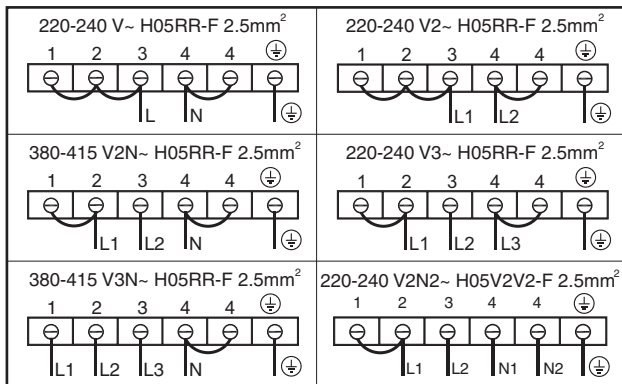 220-240 V~ H05RR-F 2.5mm²
1 2 3 4 4
L N
220-240 V2~ H05RR-F 2.5mm²
1 2 3 4 4
L1 L2
380-415 V2N~ H05RR-F 2.5mm²
1 2 3 4 4
L1 L2 N
220-240 V3~ H05RR-F 2.5mm²
1 2 3 4 4
L1 L2 L3
380-415 V3N~ H05RR-F 2.5mm²
1 2 3 4 4
L1 L2 L3 N
220-240 V2N2~ H05V2V2-F 2.5mm²
1 2 3 4 4
L1 L2 N1 N2